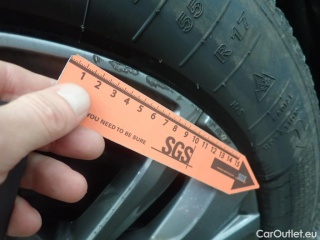 55 R 17
1 2 3 4 5 6 7 8 9 10 11 12 13 14 15
YOU NEED TO BE SURE
SGS
CarOutlet.eu